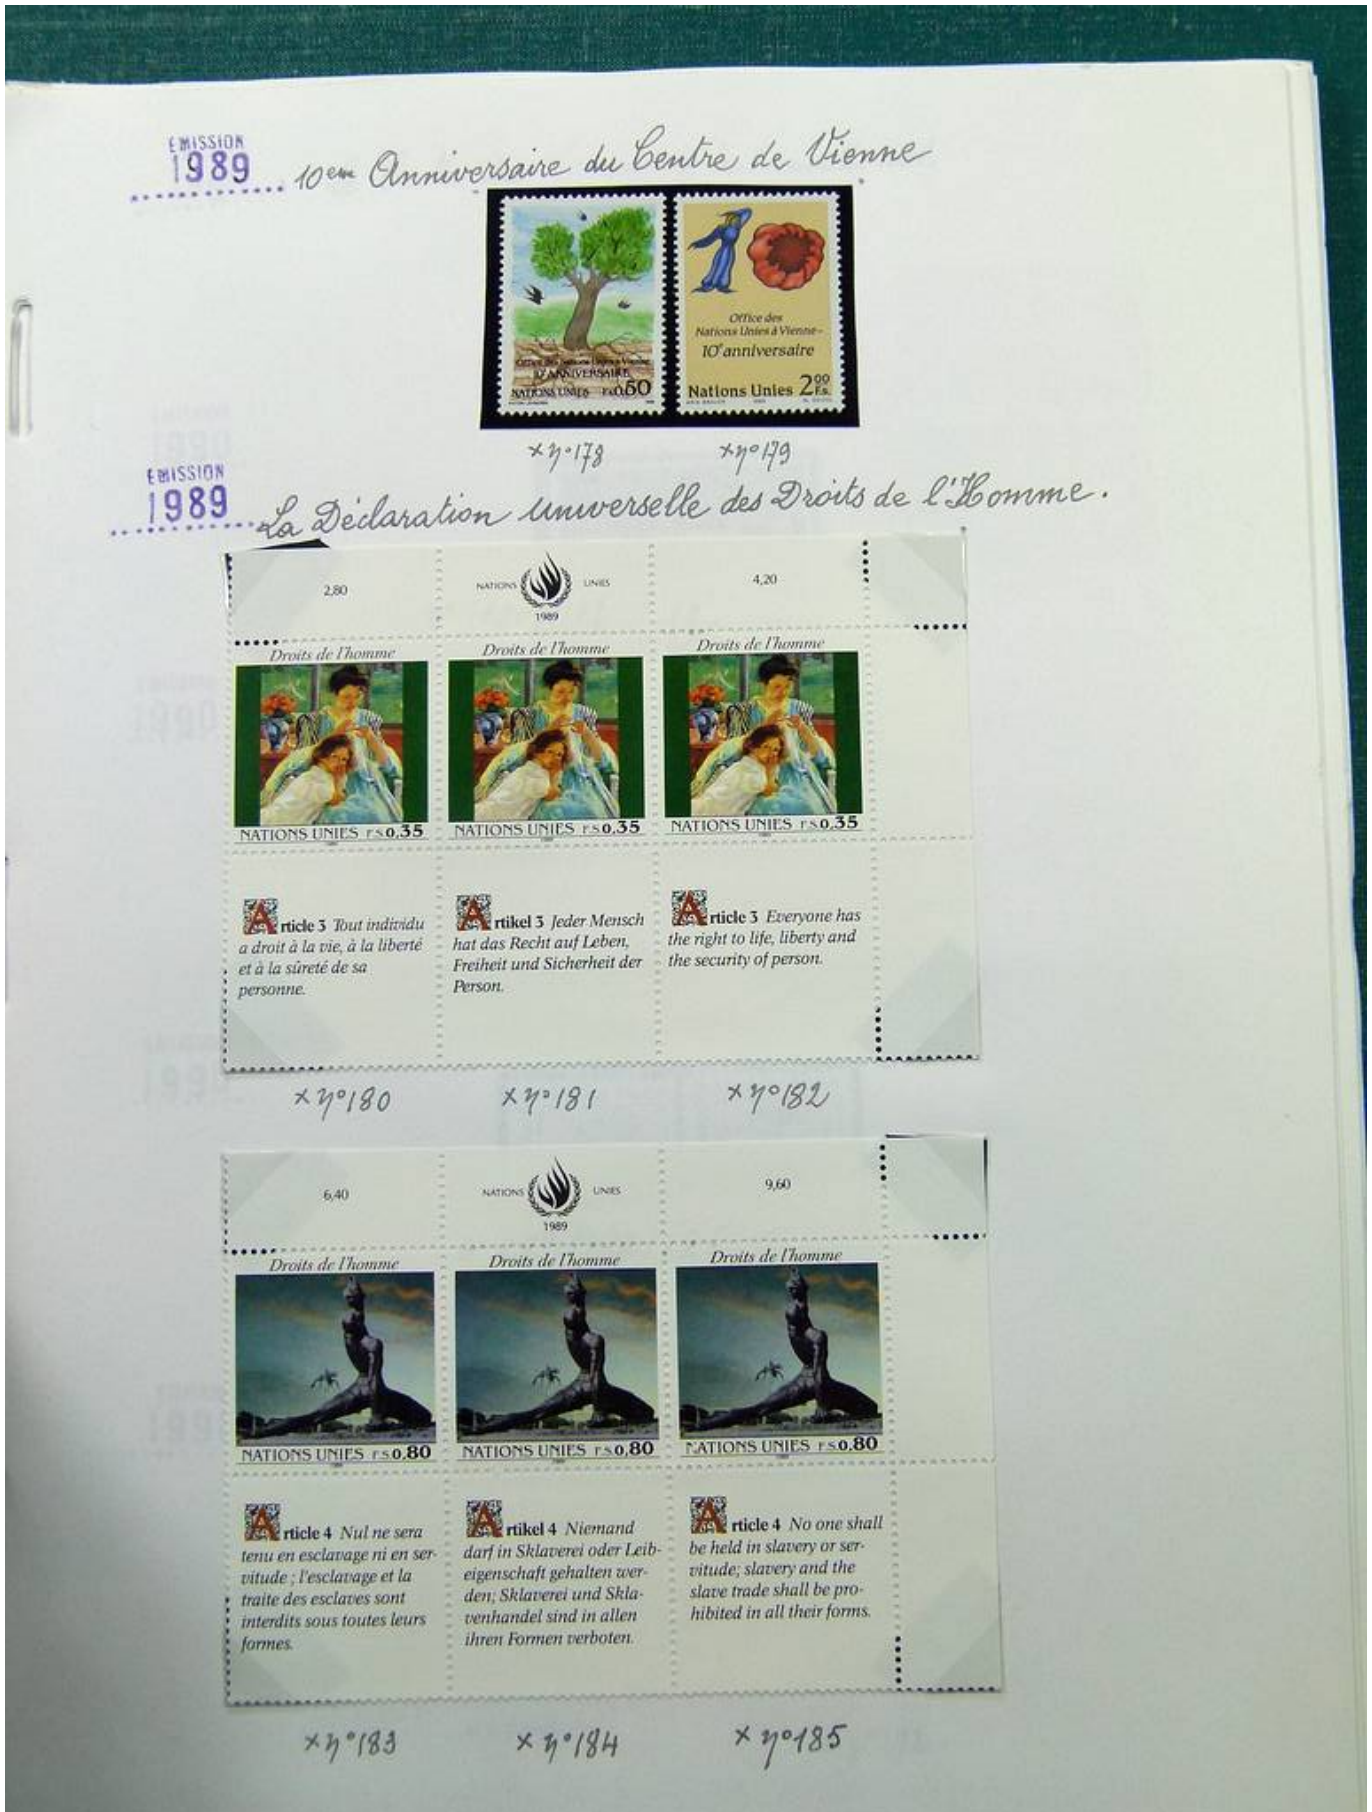 EMISSION
1989
10eme Anniversaire du Centre de Vienne
Office des Nations Unies à Vienne
10e ANNIVERSAIRE
NATIONS UNIES F.s.0,50
Office des
Nations Unies à Vienne-
10e anniversaire
Nations Unies 200 F.s.
x n° 178
x n° 179
EMISSION
1989
La Déclaration universelle des Droits de l'Homme.
2,80
NATIONS UNIES
1989
4,20
Droits de l'homme
Droits de l'homme
Droits de l'homme
NATIONS UNIES F.S.0,35
NATIONS UNIES F.S.0,35
NATIONS UNIES F.S.0,35
Article 3 Tout individu
a droit à la vie, à la liberté
et à la sûreté de sa
personne.
Artikel 3 Jeder Mensch
hat das Recht auf Leben,
Freiheit und Sicherheit der
Person.
Article 3 Everyone has
the right to life, liberty and
the security of person.
x n° 180
x n° 181
x n° 182
6,40
NATIONS UNIES
1989
9,60
Droits de l'homme
Droits de l'homme
Droits de l'homme
NATIONS UNIES F.S.0,80
NATIONS UNIES F.S.0,80
NATIONS UNIES F.S.0,80
Article 4 Nul ne sera
tenu en esclavage ni en ser-
vitude ; l'esclavage et la
traite des esclaves sont
interdits sous toutes leurs
formes.
Artikel 4 Niemand
darf in Sklaverei oder Leib-
eigenschaft gehalten wer-
den; Sklaverei und Skla-
venhandel sind in allen
ihren Formen verboten.
Article 4 No one shall
be held in slavery or ser-
vitude; slavery and the
slave trade shall be pro-
hibited in all their forms.
x n° 183
x n° 184
x n° 185